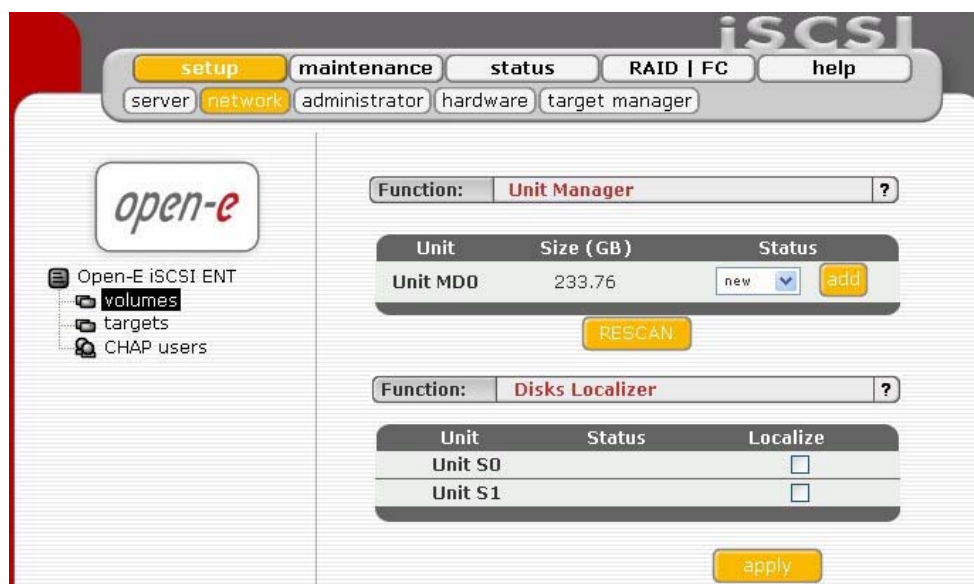 iSCSI
setup maintenance status RAID | FC help
server network administrator hardware target manager
open-e
Open-E iSCSI ENT
volumes
targets
CHAP users
Function: Unit Manager ?
Unit Size (GB) Status
Unit MD0 233.76 new add
RESCAN
Function: Disks Localizer ?
Unit Status Localize
Unit S0
Unit S1
apply